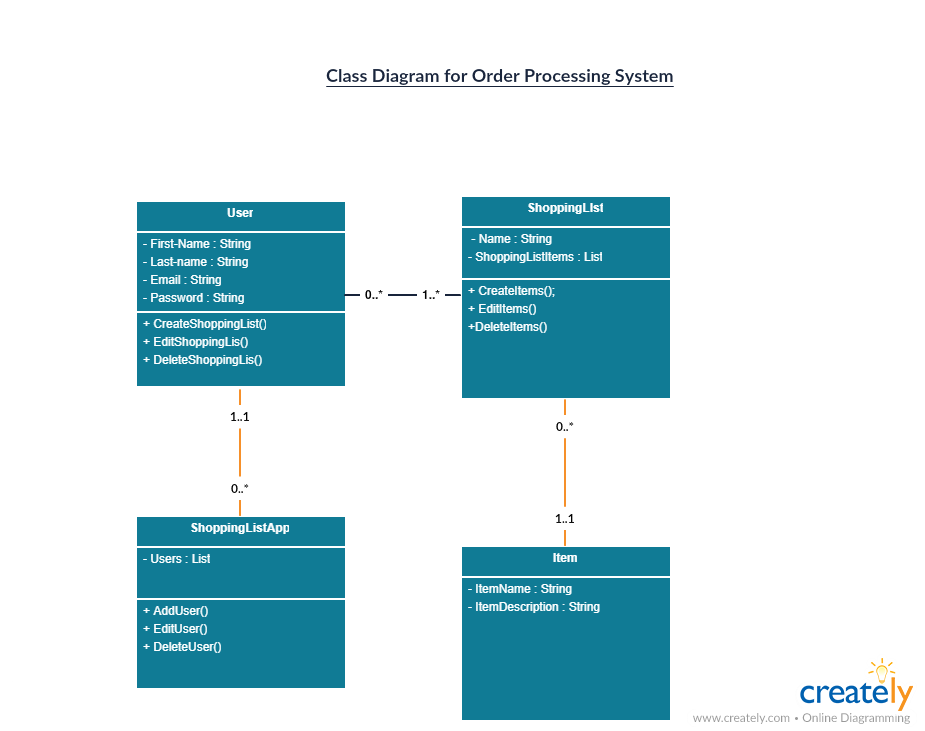 Class Diagram for Order Processing System
User
- First-Name : String
- Last-name : String
- Email : String
- Password : String
+ CreateShoppingList()
+ EditShoppingLis()
+ DeleteShoppingLis()
0..*
1..*
ShoppingLIst
- Name : String
- ShoppingListItems : List
+ CreateItems();
+ EditItems()
+DeleteItems()
1..1
0..*
0..*
1..1
ShoppingListApp
- Users : List
+ AddUser()
+ EditUser()
+ DeleteUser()
Item
- ItemName : String
- ItemDescription : String
creately
www.creately.com • Online Diagramming